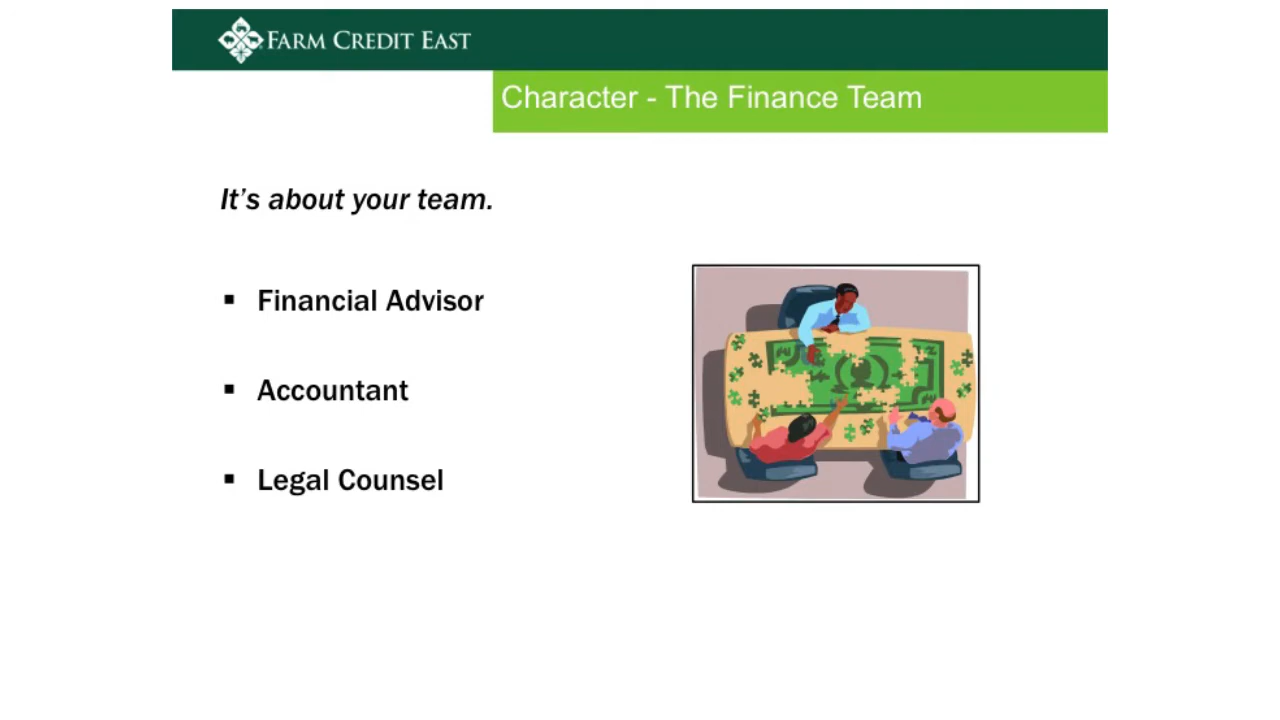 FARM CREDIT EAST
Character - The Finance Team
It's about your team.
▪ Financial Advisor
▪ Accountant
▪ Legal Counsel